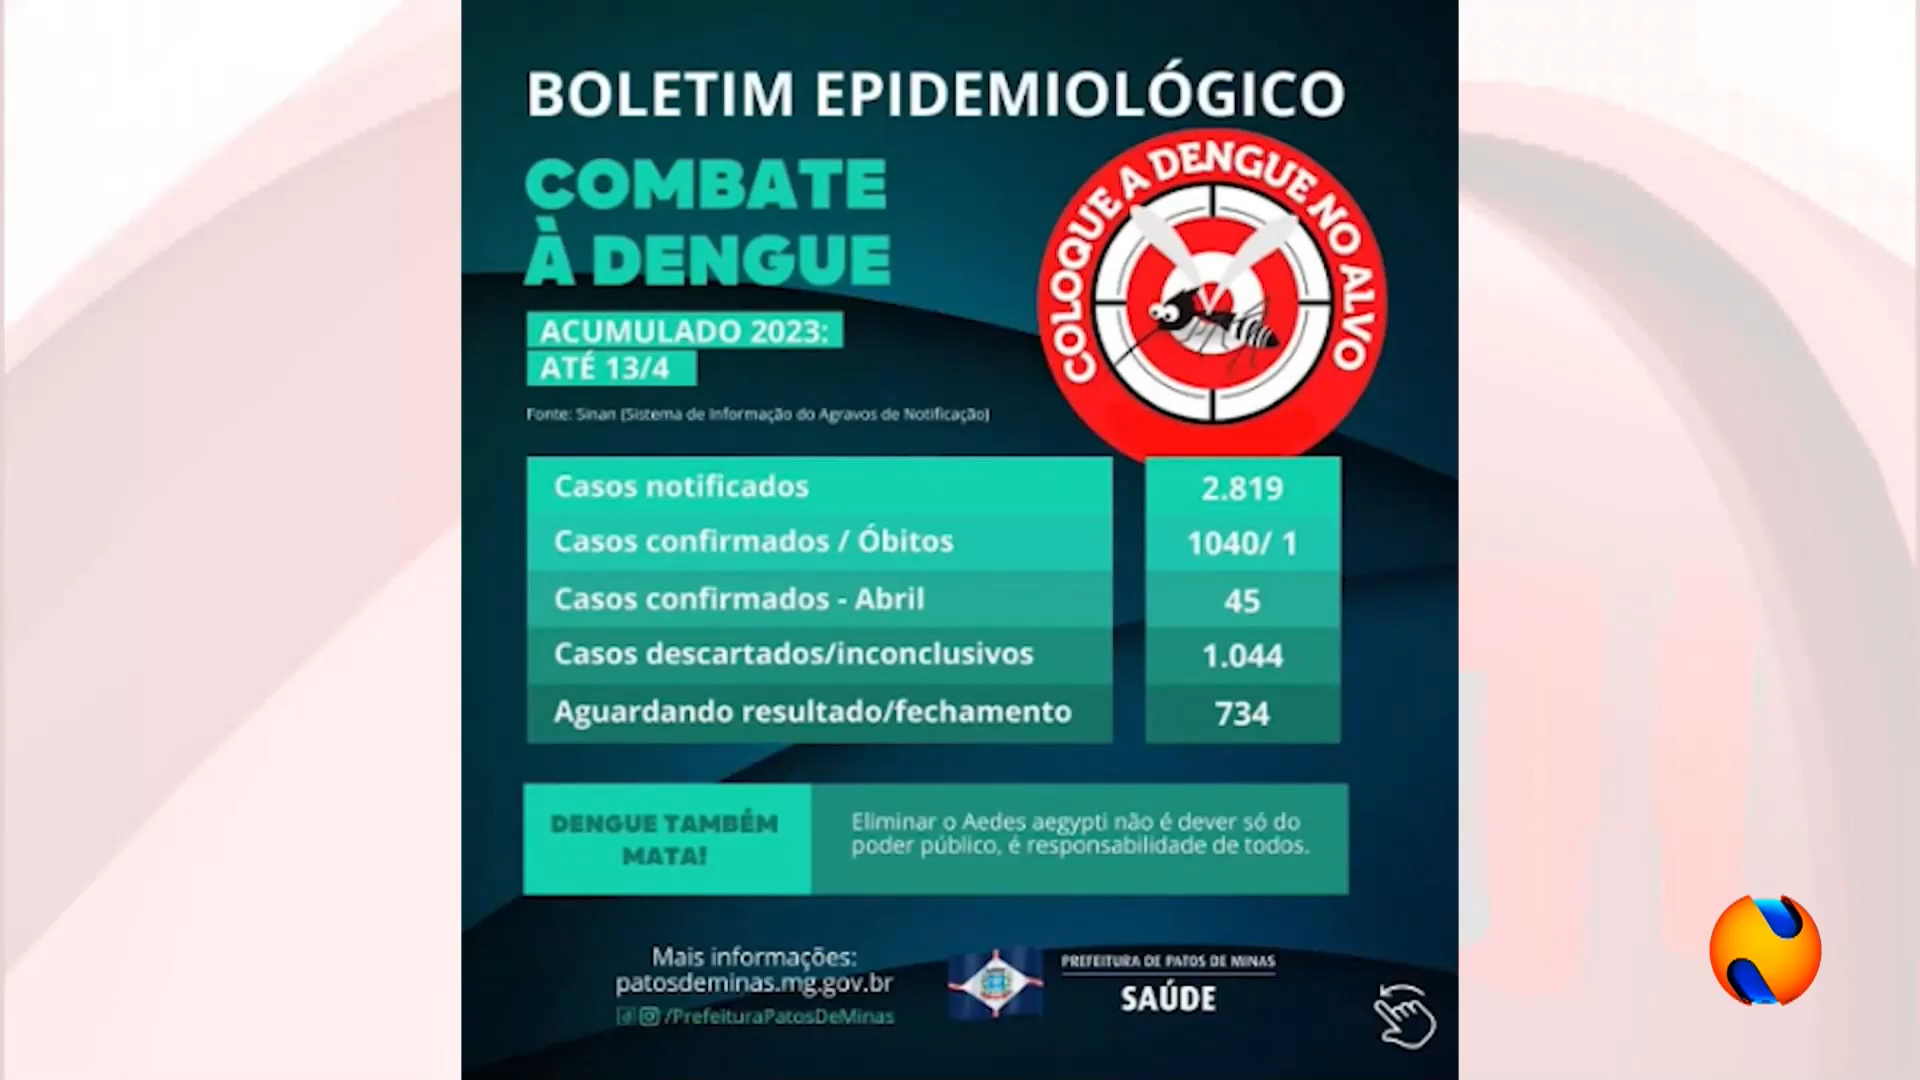 BOLETIM EPIDEMIOLÓGICO
COMBATE
À DENGUE
COLOQUE A DENGUE NO ALVO
ACUMULADO 2023:
ATÉ 13/4
Fonte: Sinan (Sistema de Informação do Agravos de Notificação)
Casos notificados 2.819
Casos confirmados / Óbitos 1040/ 1
Casos confirmados - Abril 45
Casos descartados/inconclusivos 1.044
Aguardando resultado/fechamento 734
DENGUE TAMBÉM
MATA!
Eliminar o Aedes aegypti não é dever só do
poder público, é responsabilidade de todos.
Mais informações:
patosdeminas.mg.gov.br
/PrefeituraPatosDeMinas
PREFEITURA DE PATOS DE MINAS
SAÚDE